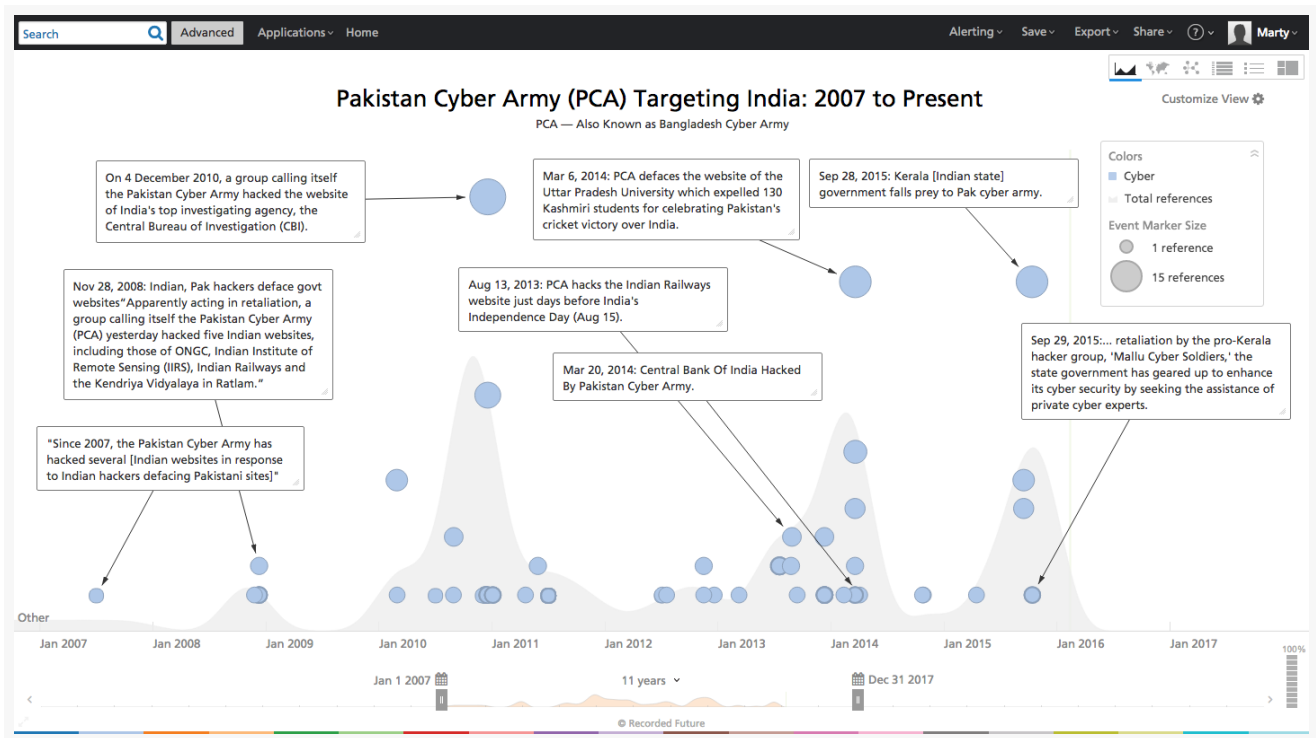 Search
Advanced
Applications
Home
Alerting
Save
Export
Share
?
Marty
Pakistan Cyber Army (PCA) Targeting India: 2007 to Present
PCA — Also Known as Bangladesh Cyber Army
Customize View
On 4 December 2010, a group calling itself
the Pakistan Cyber Army hacked the website
of India's top investigating agency, the
Central Bureau of Investigation (CBI).
Mar 6, 2014: PCA defaces the website of the
Uttar Pradesh University which expelled 130
Kashmiri students for celebrating Pakistan's
cricket victory over India.
Sep 28, 2015: Kerala [Indian state]
government falls prey to Pak cyber army.
Colors
Cyber
Total references
Event Marker Size
1 reference
15 references
Nov 28, 2008: Indian, Pak hackers deface govt
websites“Apparently acting in retaliation, a
group calling itself the Pakistan Cyber Army
(PCA) yesterday hacked five Indian websites,
including those of ONGC, Indian Institute of
Remote Sensing (IIRS), Indian Railways and
the Kendriya Vidyalaya in Ratlam.“
Aug 13, 2013: PCA hacks the Indian Railways
website just days before India's
Independence Day (Aug 15).
Mar 20, 2014: Central Bank Of India Hacked
By Pakistan Cyber Army.
Sep 29, 2015:... retaliation by the pro-Kerala
hacker group, 'Mallu Cyber Soldiers,' the
state government has geared up to enhance
its cyber security by seeking the assistance of
private cyber experts.
"Since 2007, the Pakistan Cyber Army has
hacked several [Indian websites in response
to Indian hackers defacing Pakistani sites]"
Other
Jan 2007
Jan 2008
Jan 2009
Jan 2010
Jan 2011
Jan 2012
Jan 2013
Jan 2014
Jan 2015
Jan 2016
Jan 2017
100%
Jan 1 2007
11 years
Dec 31 2017
© Recorded Future